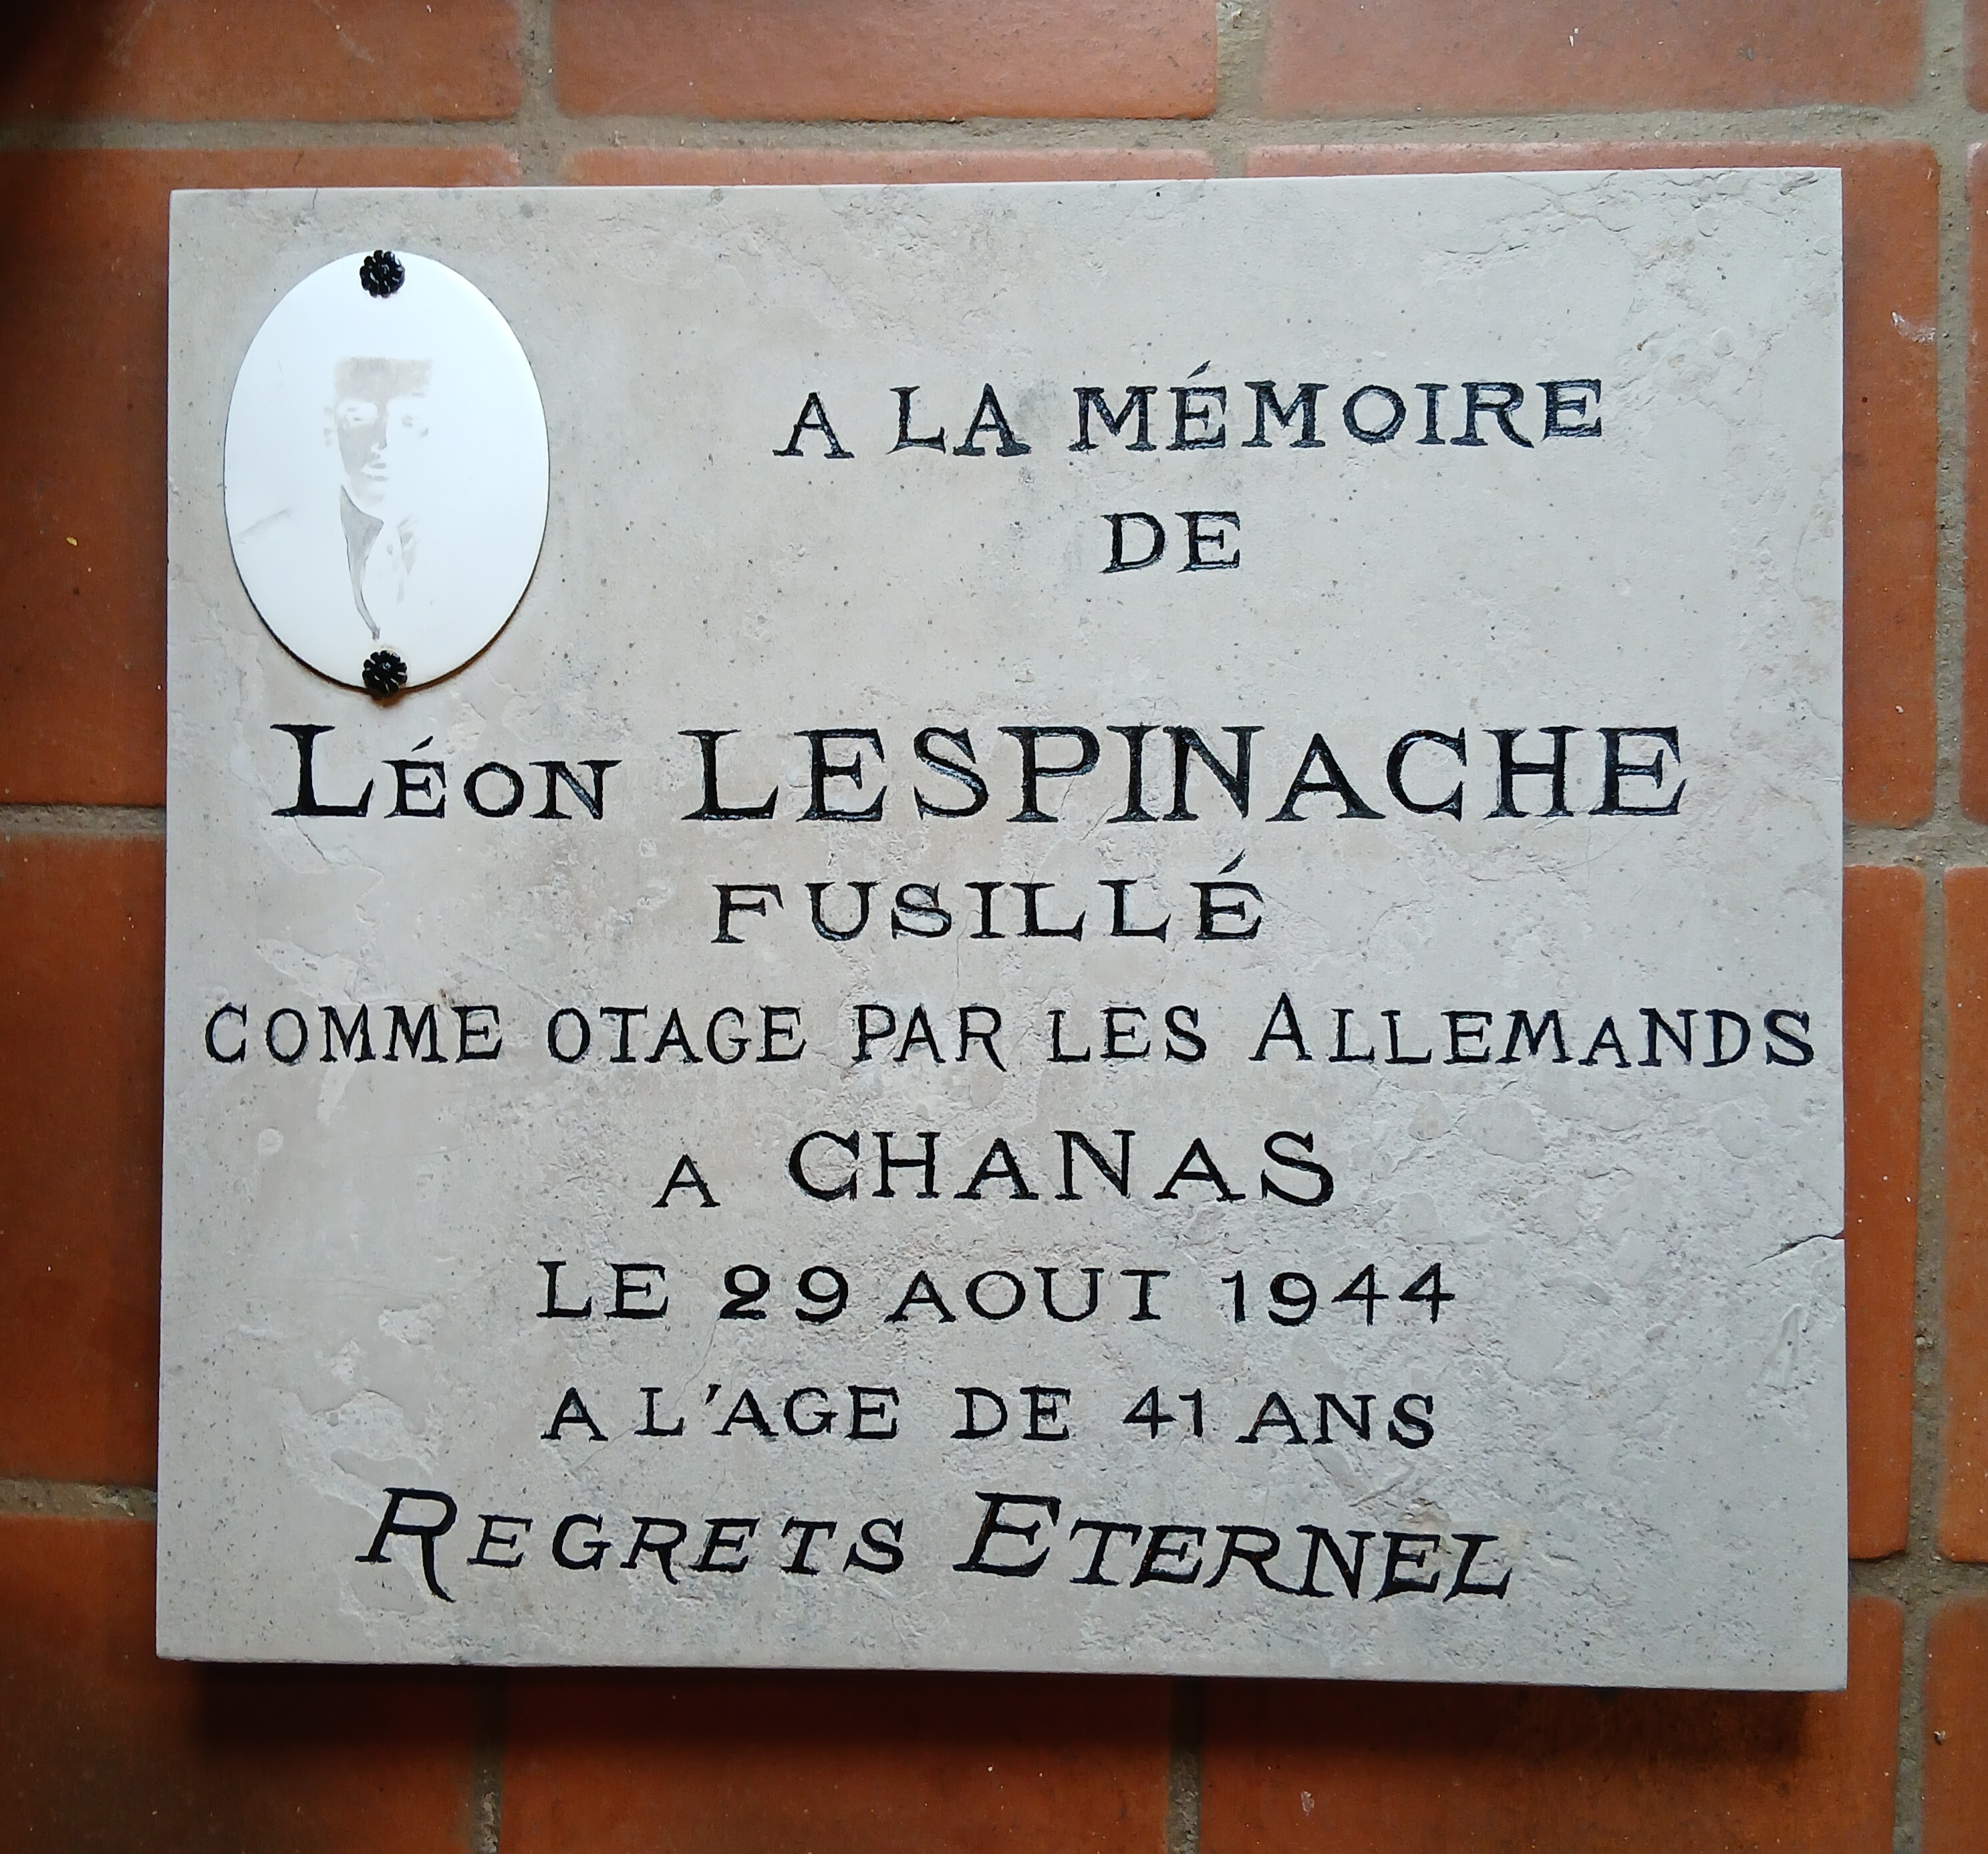 A LA MÉMOIRE
DE
LÉON LESPINACHE
FUSILLÉ
COMME OTAGE PAR LES ALLEMANDS
A CHANAS
LE 29 AOUT 1944
A L'AGE DE 41 ANS
REGRETS ETERNEL